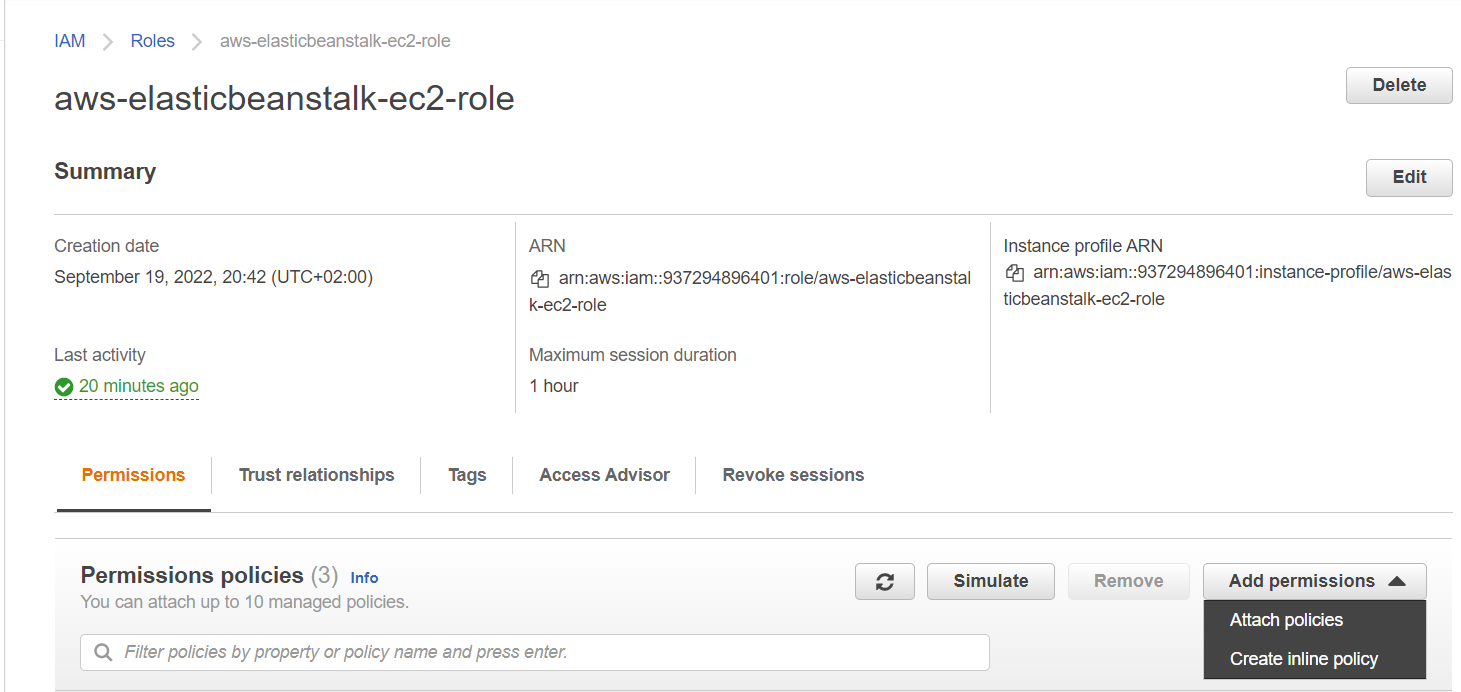 IAM > Roles > aws-elasticbeanstalk-ec2-role
aws-elasticbeanstalk-ec2-role
Delete
Summary
Edit
Creation date
September 19, 2022, 20:42 (UTC+02:00)
ARN
arn:aws:iam::937294896401:role/aws-elasticbeanstal
k-ec2-role
Instance profile ARN
arn:aws:iam::937294896401:instance-profile/aws-elas
ticbeanstalk-ec2-role
Last activity
20 minutes ago
Maximum session duration
1 hour
Permissions Trust relationships Tags Access Advisor Revoke sessions
Permissions policies (3) Info
You can attach up to 10 managed policies.
Simulate Remove Add permissions
Attach policies
Create inline policy
Filter policies by property or policy name and press enter.